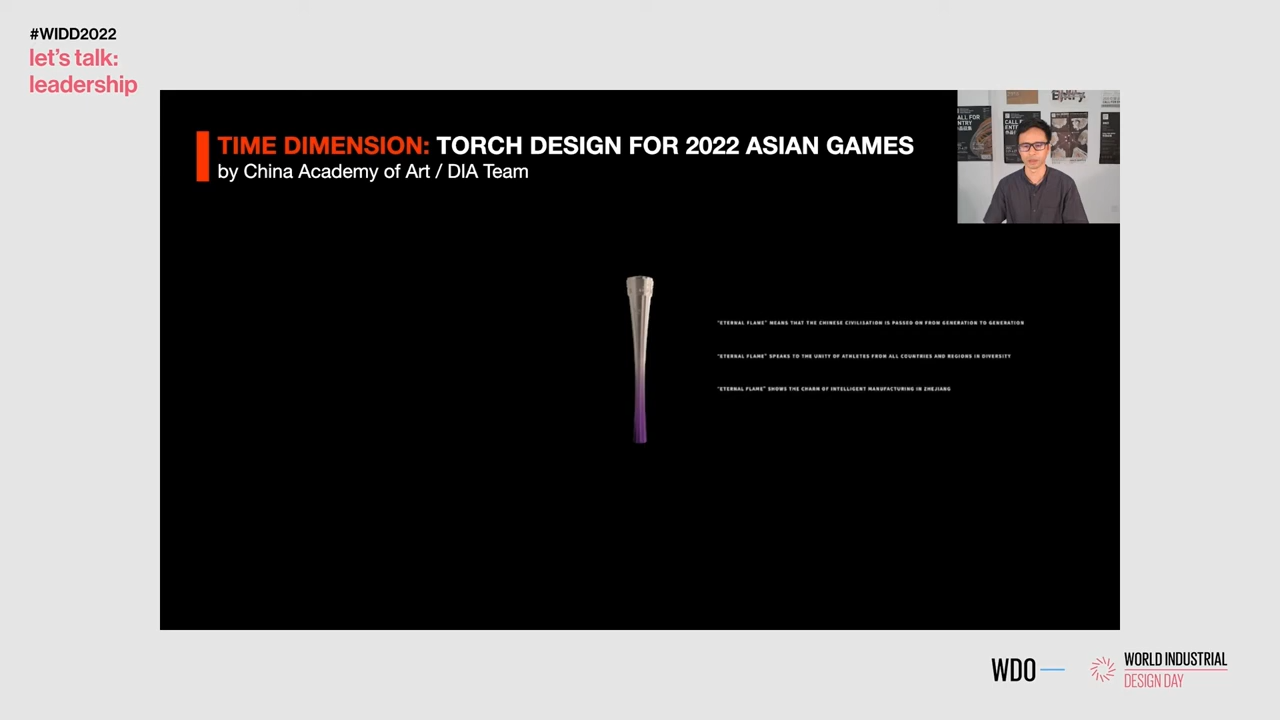 #WIDD2022
let's talk:
leadership
TIME DIMENSION: TORCH DESIGN FOR 2022 ASIAN GAMES
by China Academy of Art / DIA Team
CALL FOR
"ETERNAL FLAME" MEANS THAT THE CHINESE CIVILISATION IS PASSED ON FROM GENERATION TO GENERATION
"ETERNAL FLAME" SPEAKS TO THE UNITY OF ATHLETES FROM ALL COUNTRIES AND REGIONS IN DIVERSITY
"ETERNAL FLAME" SHOWS THE CHARM OF INTELLIGENT MANUFACTURING IN ZHEJIANG
WDO
WORLD INDUSTRIAL
DESIGN DAY